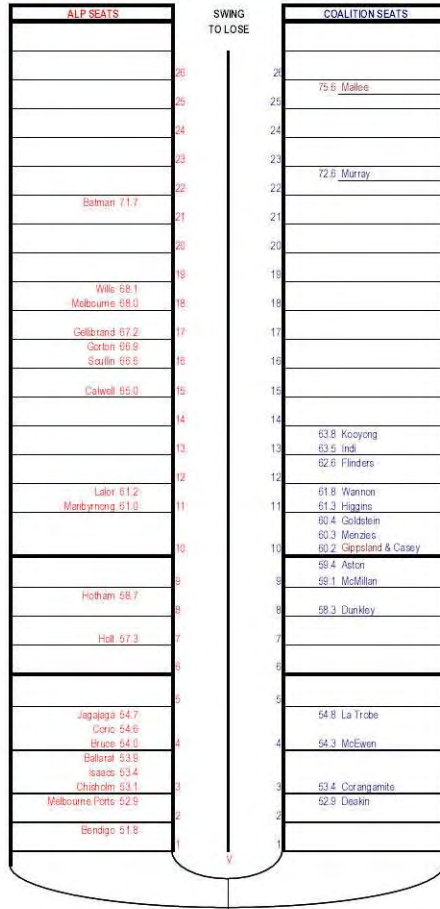 ALP SEATS
SWING
TO LOSE
COALITION SEATS
26 26
75.6 Mallee
25 25
24 24
23 23
72.6 Murray
22 22
Batman 71.7
21 21
20 20
19 19
Wills 68.1
Melbourne 68.0 18 18
Gellibrand 67.2 17 17
Gorton 66.9
Scullin 66.6 16 16
Calwell 65.0 15 15
14 14
63.8 Kooyong
13 13 63.5 Indi
62.6 Flinders
12 12
Lalor 61.2 61.8 Wannon
Maribyrnong 61.0 11 11 61.3 Higgins
60.4 Goldstein
60.3 Menzies
10 10 60.2 Gippsland & Casey
59.4 Aston
9 9 59.1 McMillan
Hotham 58.7
8 8 58.3 Dunkley
Holt 57.3 7 7
6 6
5 5
Jagajaga 54.7 54.8 La Trobe
Corio 54.6
Bruce 54.0 4 4 54.3 McEwen
Ballarat 53.9
Isaacs 53.4
Chisholm 53.1 3 3 53.4 Corangamite
Melbourne Ports 52.9 52.9 Deakin
2 2
Bendigo 51.8
1 1
V